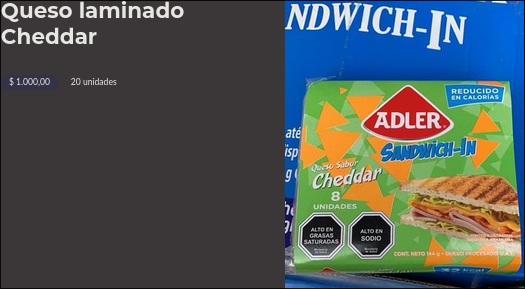 Queso laminado
Cheddar
$ 1.000,00
20 unidades
NDWICH-IN
REDUCIDO
EN CALORÍAS
ADLER
SANDWICH-IN
Queso Sabor
Cheddar
8
UNIDADES
ALTO EN
GRASAS
SATURADAS
ALTO EN
SODIO
CONT. NETO 144 g - QUESO PROCESADO U.A.T.